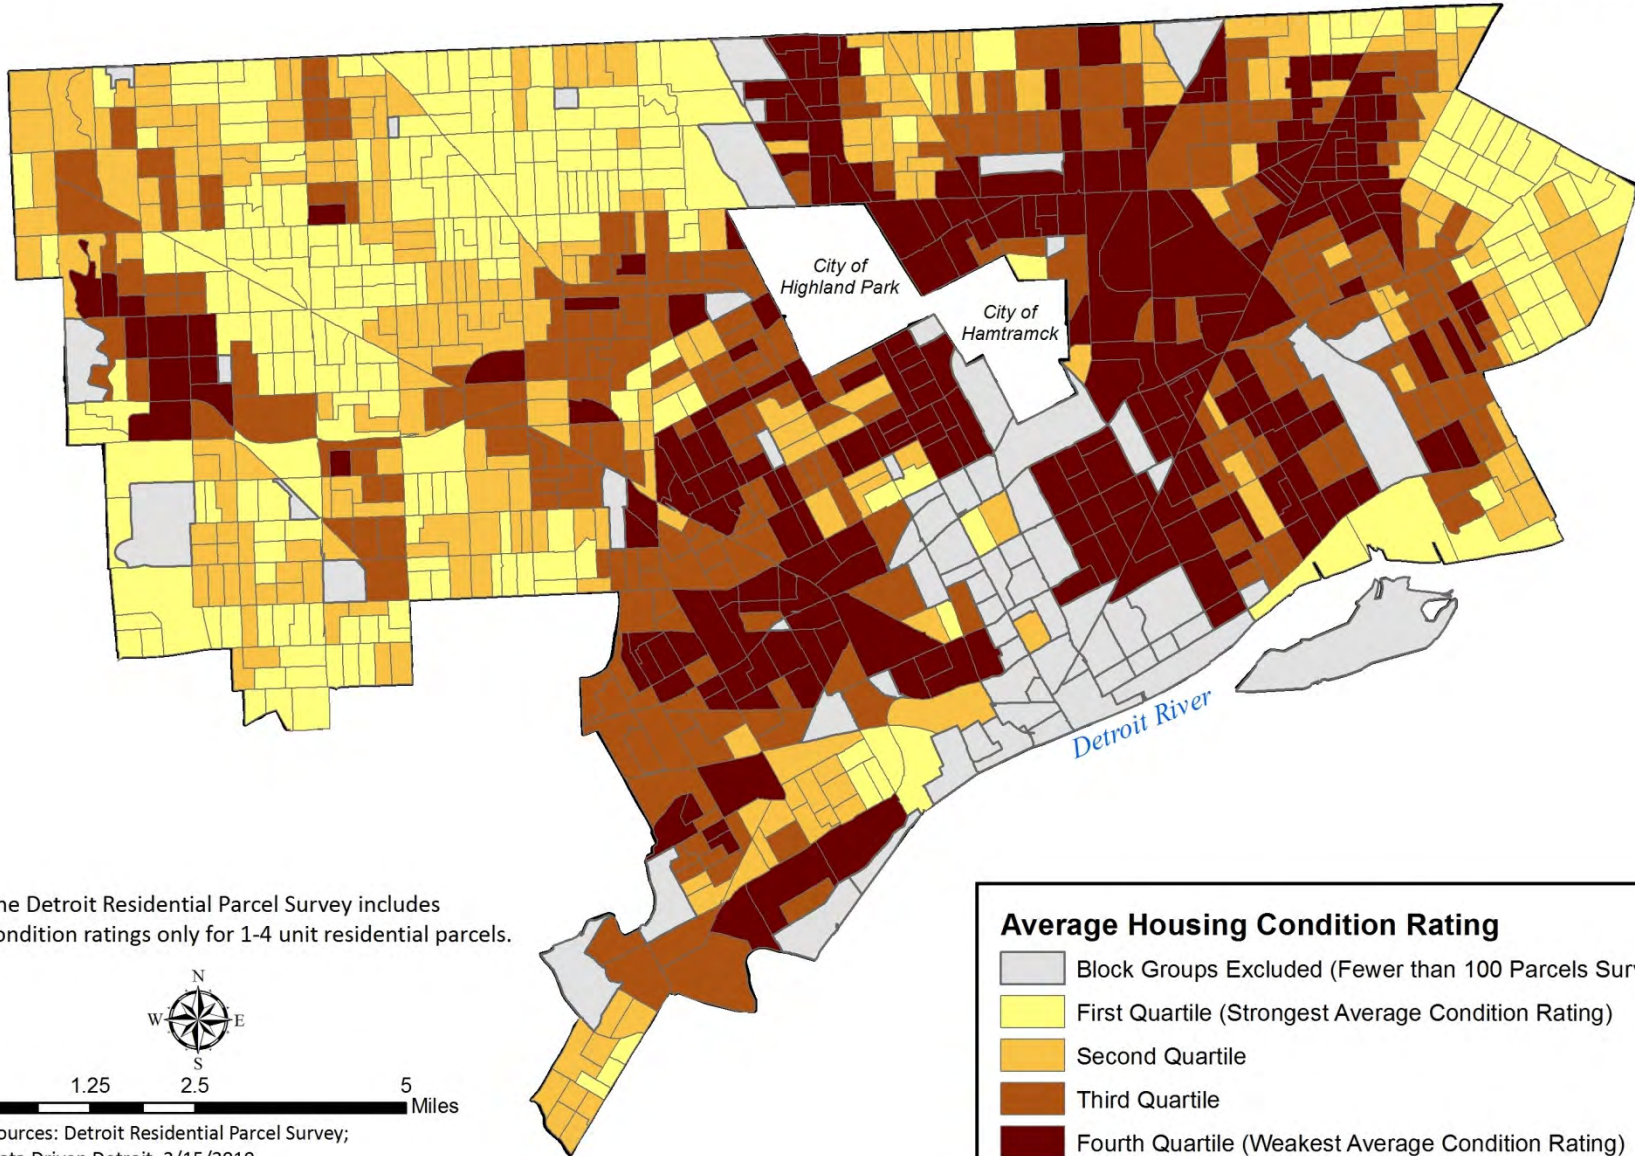 City of
Highland Park
City of
Hamtramck
Detroit River
he Detroit Residential Parcel Survey includes
ondition ratings only for 1-4 unit residential parcels.
N
W E
S
1.25 2.5 5
Miles
ources: Detroit Residential Parcel Survey;
Average Housing Condition Rating
Block Groups Excluded (Fewer than 100 Parcels Sur
First Quartile (Strongest Average Condition Rating)
Second Quartile
Third Quartile
Fourth Quartile (Weakest Average Condition Rating)